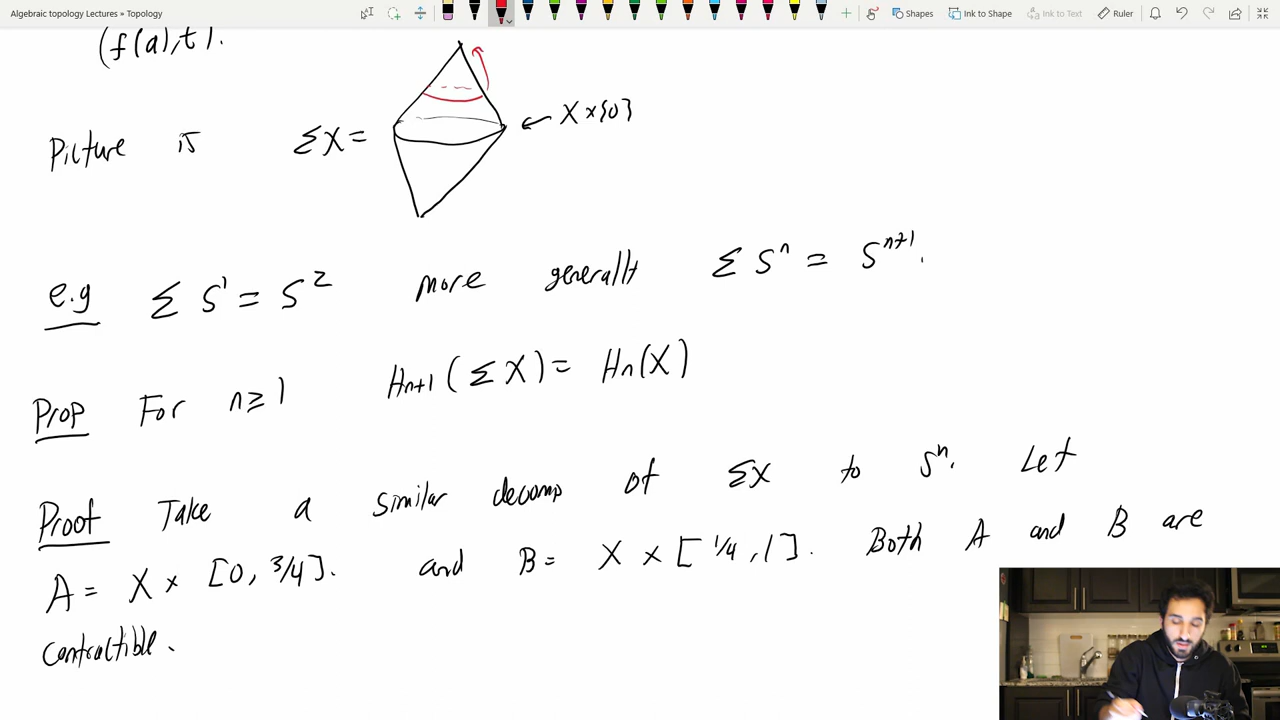 Algebraic topology Lectures » Topology
Shapes
Ink to Shape
Ink to Text
Ruler
(f(a),t).
Picture is ΣX= ← X×{0}
e.g ΣS¹ = S² more generallt ΣSⁿ = Sⁿ⁺¹.
Prop For n≥1 Hn+1(ΣX)= Hn(X)
Proof Take a similar decomp of ΣX to Sⁿ. Let
A= X × [0, 3/4]. and B= X × [1/4, 1]. Both A and B are
contractible.